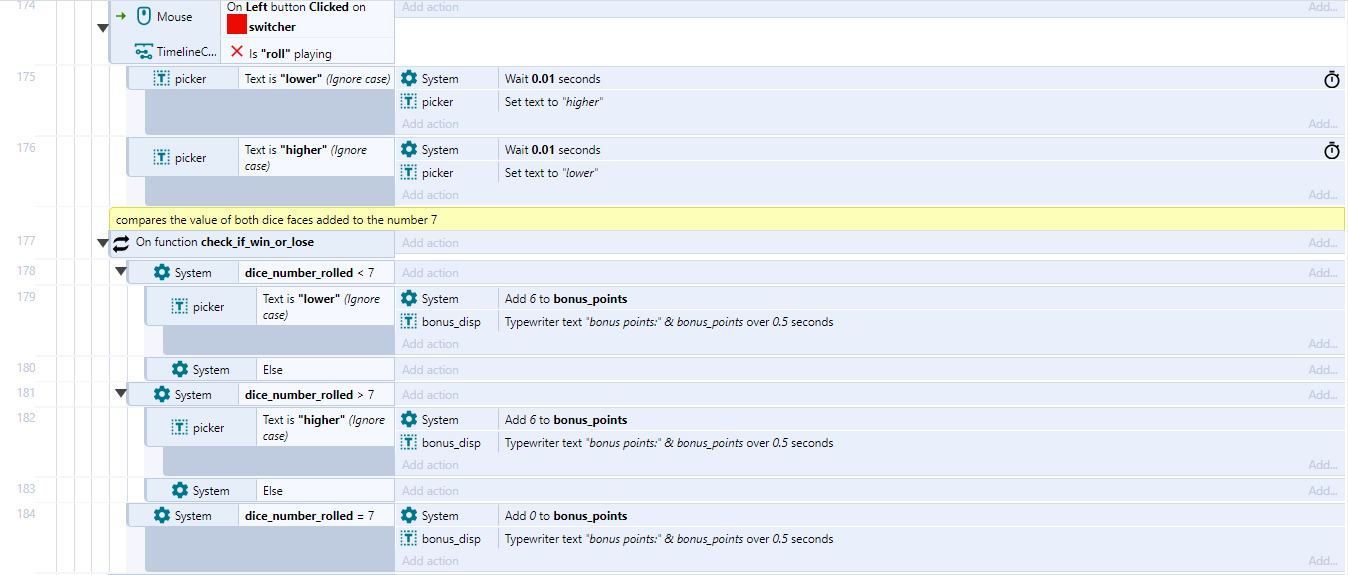 174
Mouse
On Left button Clicked on
switcher
Add action
Add...
TimelineC...
Is "roll" playing
175
picker
Text is "lower" (Ignore case)
System
Wait 0.01 seconds
picker
Set text to "higher"
Add action
Add...
176
picker
Text is "higher" (Ignore
case)
System
Wait 0.01 seconds
picker
Set text to "lower"
Add action
Add...
compares the value of both dice faces added to the number 7
177
On function check_if_win_or_lose
Add action
Add...
178
System
dice_number_rolled < 7
Add action
Add...
179
picker
Text is "lower" (Ignore
case)
System
Add 6 to bonus_points
bonus_disp
Typewriter text "bonus points:" & bonus_points over 0.5 seconds
Add action
Add...
180
System
Else
Add action
Add...
181
System
dice_number_rolled > 7
Add action
Add...
182
picker
Text is "higher" (Ignore
case)
System
Add 6 to bonus_points
bonus_disp
Typewriter text "bonus points:" & bonus_points over 0.5 seconds
Add action
Add...
183
System
Else
Add action
Add...
184
System
dice_number_rolled = 7
System
Add 0 to bonus_points
bonus_disp
Typewriter text "bonus points:" & bonus_points over 0.5 seconds
Add action
Add...